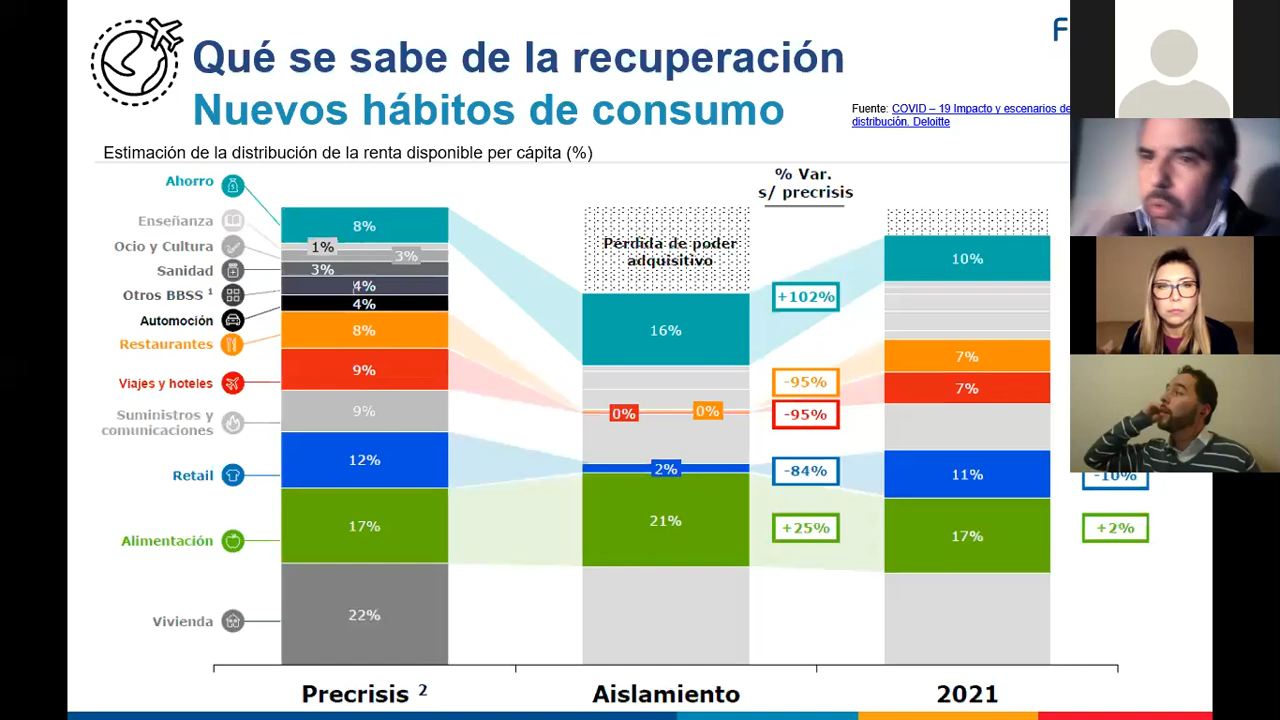 Qué se sabe de la recuperación
Nuevos hábitos de consumo
F
Fuente: COVID – 19 Impacto y escenarios de
distribución. Deloitte
Estimación de la distribución de la renta disponible per cápita (%)
% Var.
s/ precrisis
Ahorro
Enseñanza
Ocio y Cultura
Sanidad
Otros BBSS ¹
Automoción
Restaurantes
Viajes y hoteles
Suministros y
comunicaciones
Retail
Alimentación
Vivienda
8%
1%
3%
3%
4%
4%
8%
9%
9%
12%
17%
22%
Pérdida de poder
adquisitivo
16%
0%
0%
2%
21%
+102%
-95%
-95%
-84%
+25%
10%
7%
7%
11%
17%
-10%
+2%
Precrisis ²
Aislamiento
2021